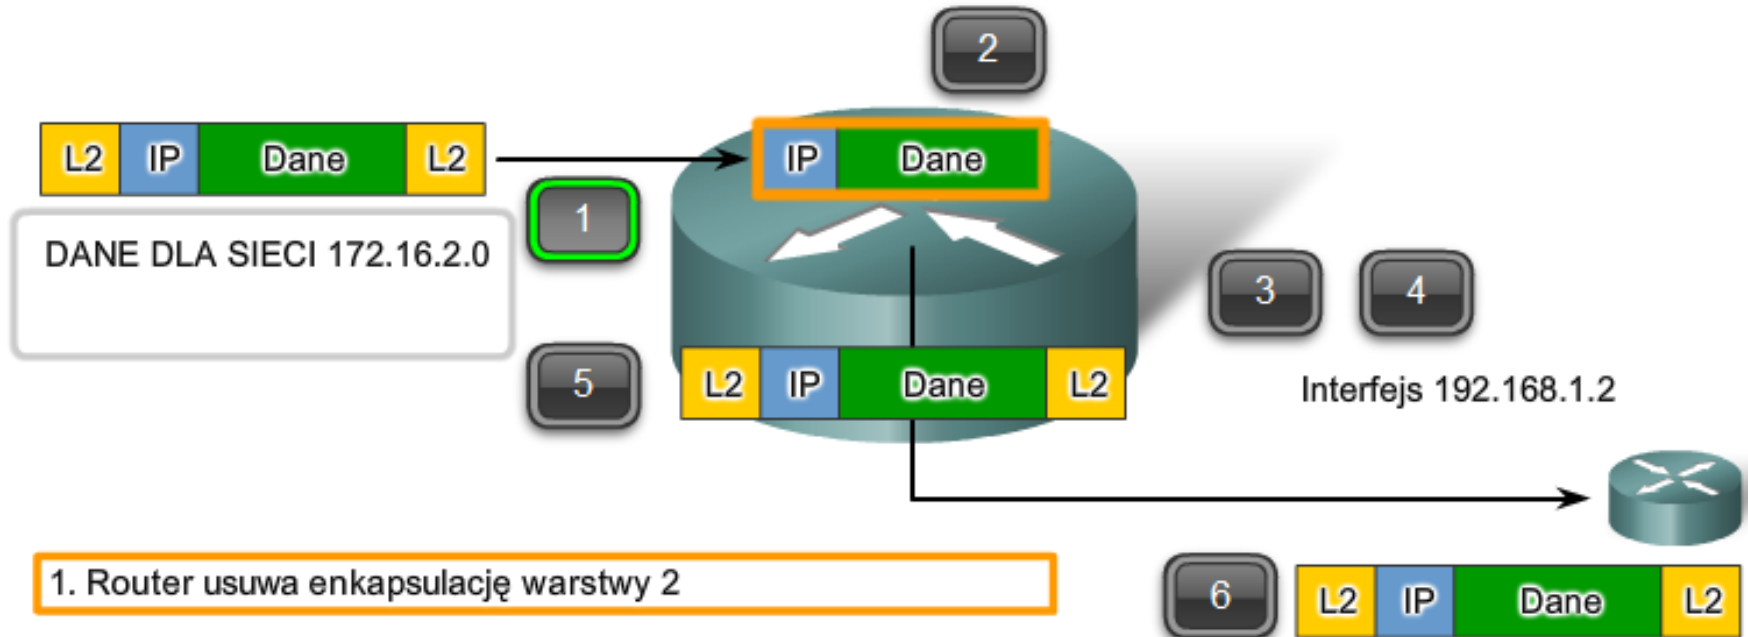 2
L2 IP Dane L2
IP Dane
1
DANE DLA SIECI 172.16.2.0
3 4
5
L2 IP Dane L2
Interfejs 192.168.1.2
1. Router usuwa enkapsulację warstwy 2
6
L2 IP Dane L2